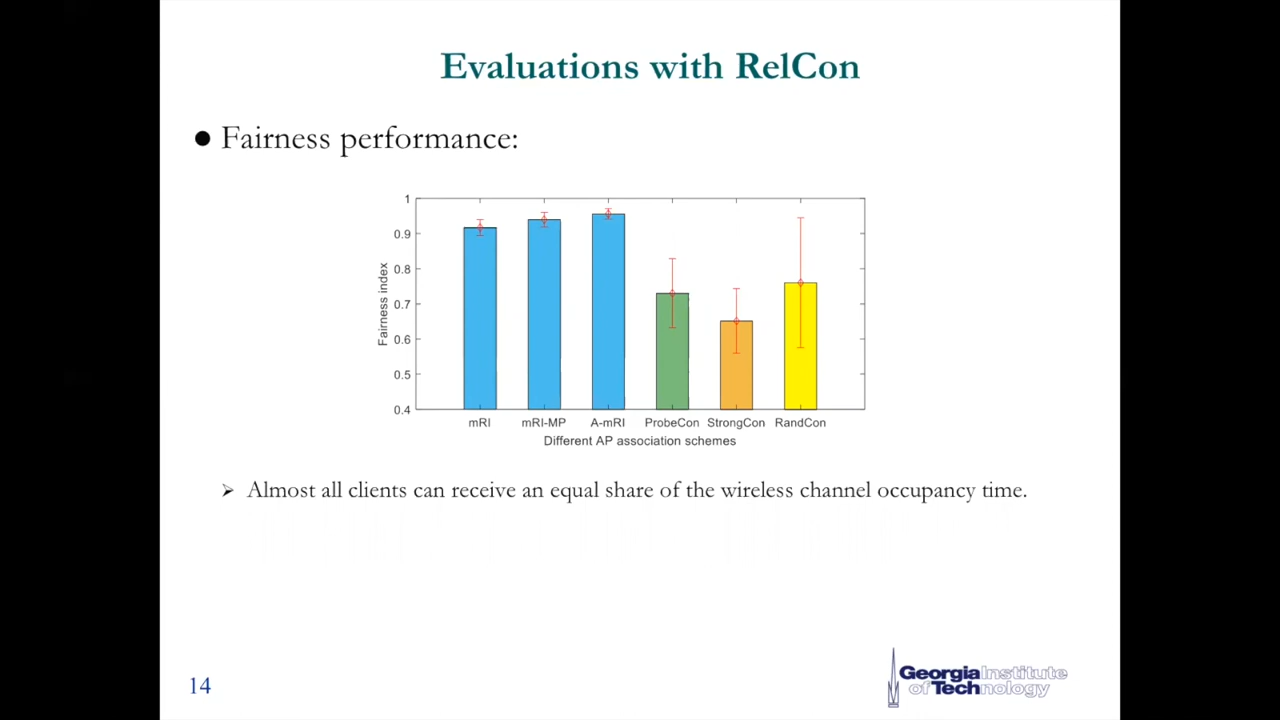 Evaluations with RelCon
● Fairness performance:
1
0.9
0.8
0.7
0.6
0.5
0.4
Fairness index
mRI mRI-MP A-mRI ProbeCon StrongCon RandCon
Different AP association schemes
➢ Almost all clients can receive an equal share of the wireless channel occupancy time.
14
Georgia Institute
of Technology